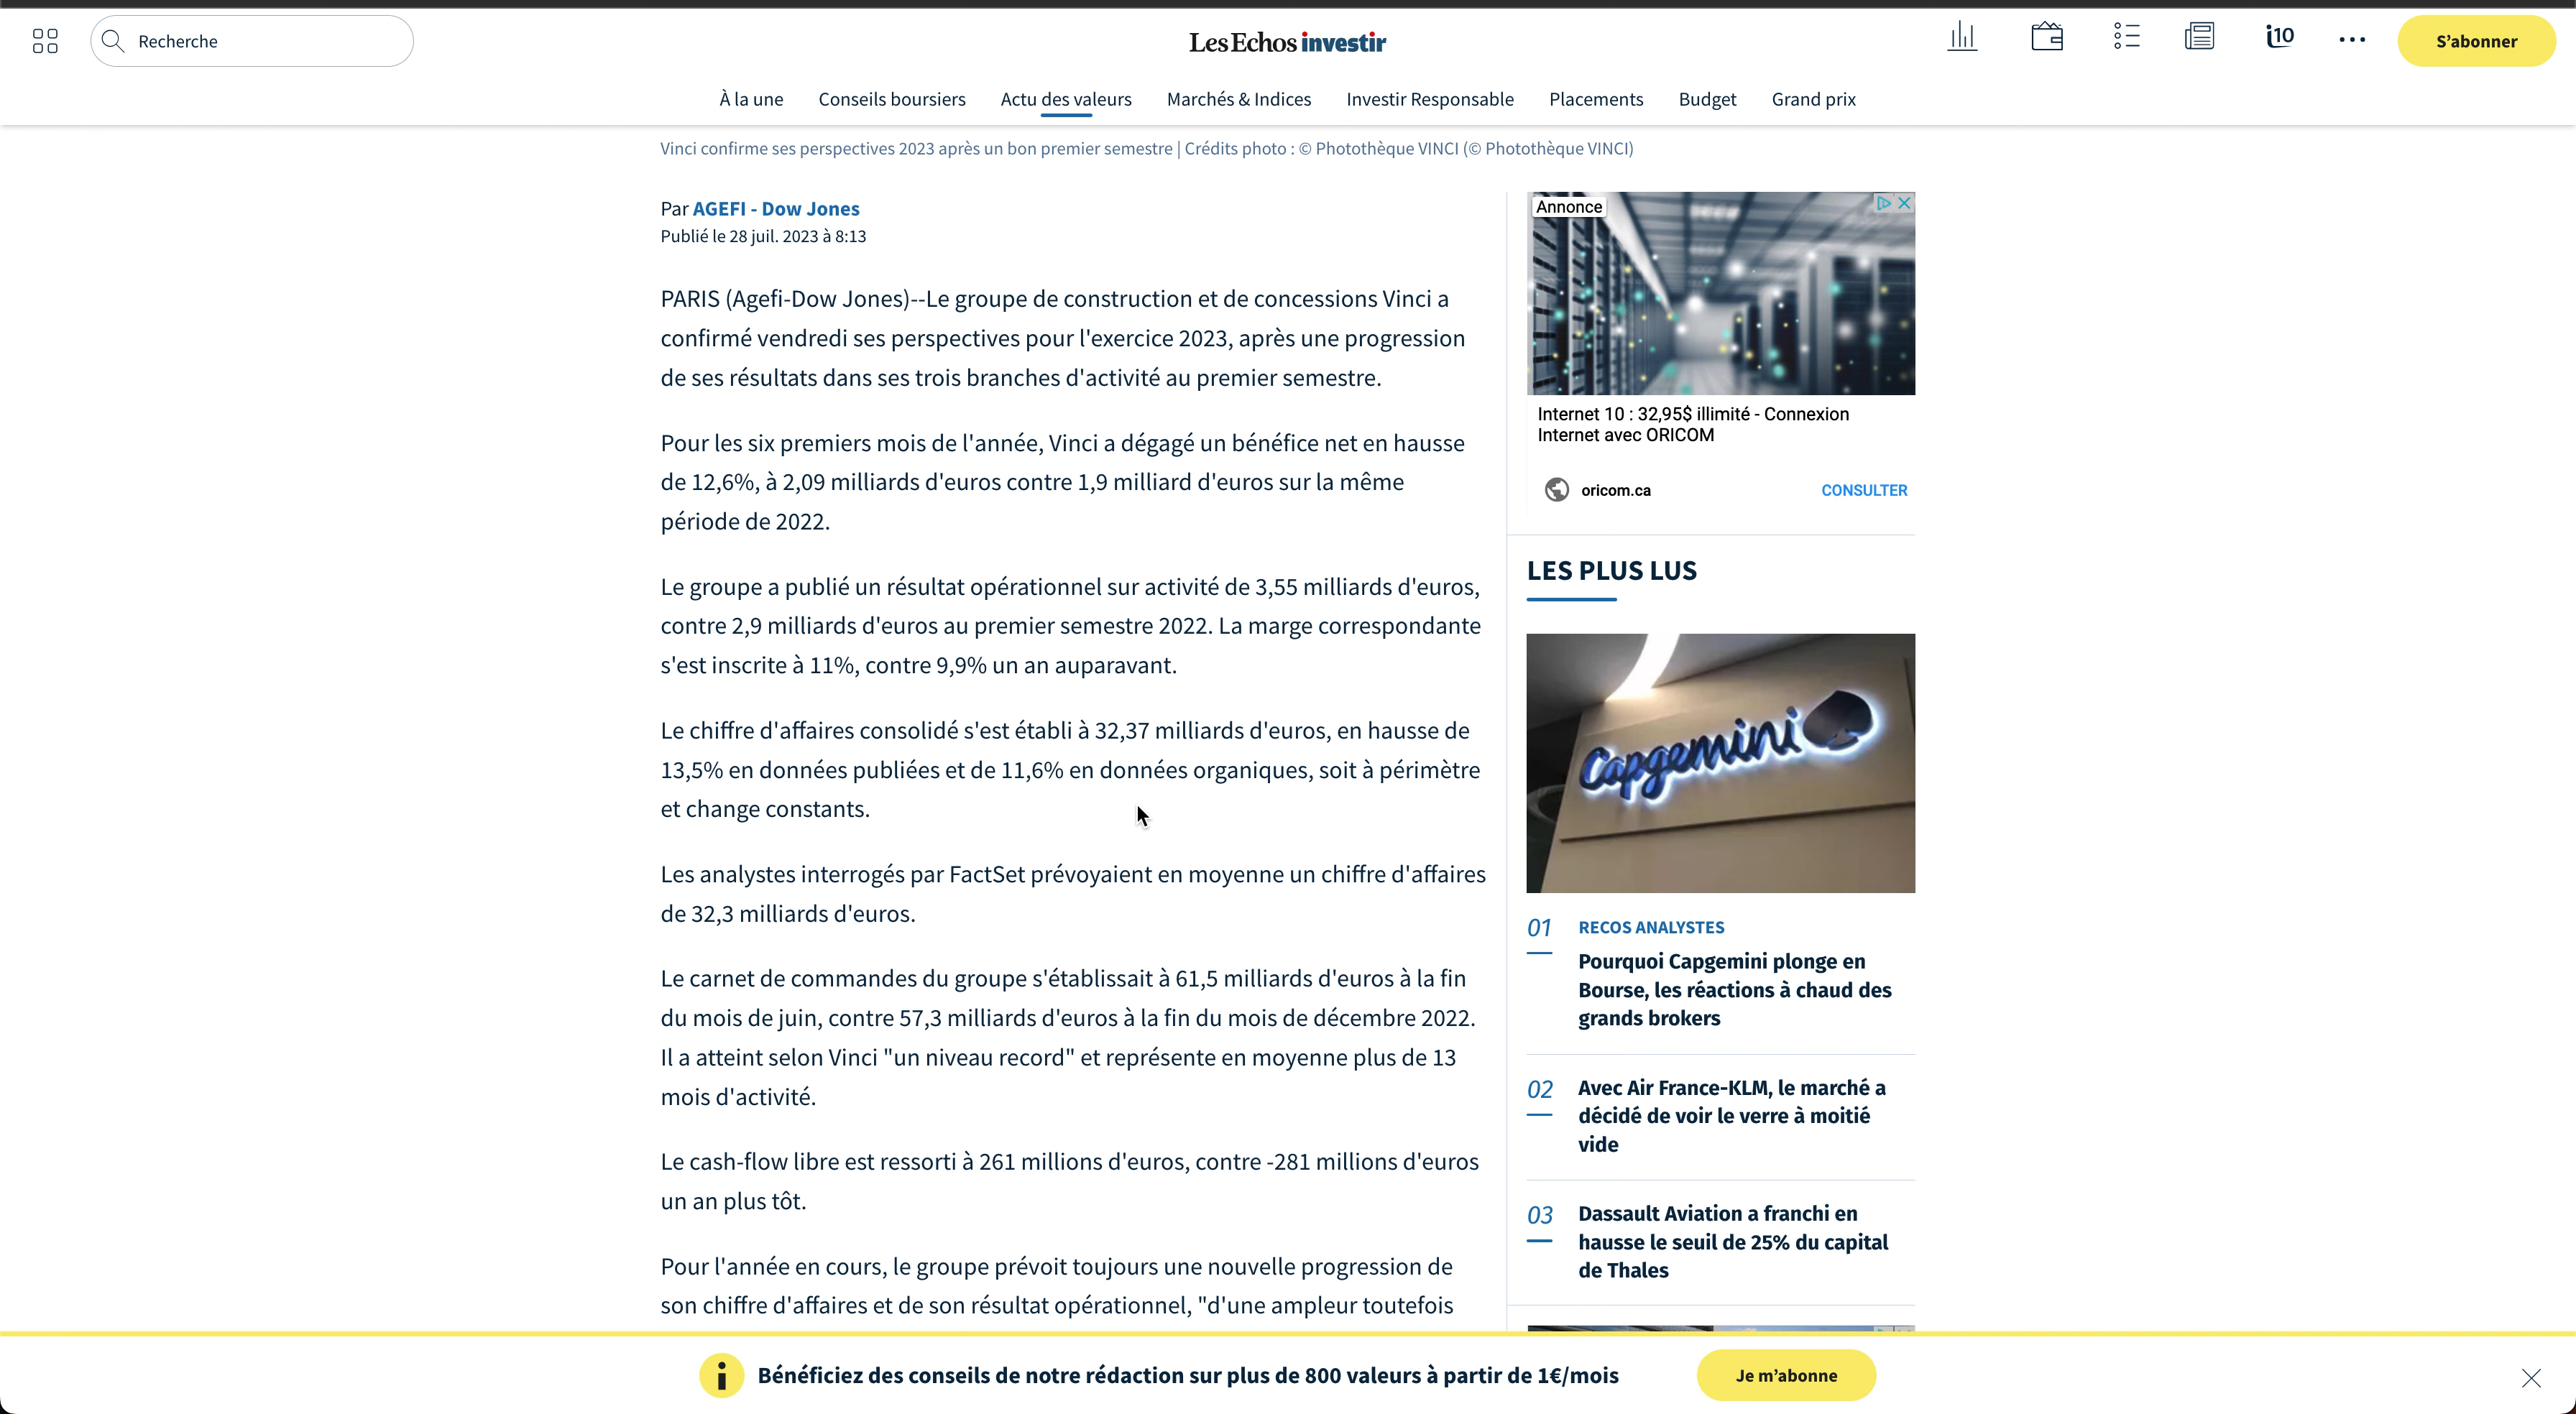 Recherche
Les Echos investir
i10
S'abonner
À la une
Conseils boursiers
Actu des valeurs
Marchés & Indices
Investir Responsable
Placements
Budget
Grand prix
Vinci confirme ses perspectives 2023 après un bon premier semestre | Crédits photo : © Photothèque VINCI (© Photothèque VINCI)
Par AGEFI - Dow Jones
Publié le 28 juil. 2023 à 8:13
PARIS (Agefi-Dow Jones)--Le groupe de construction et de concessions Vinci a
confirmé vendredi ses perspectives pour l'exercice 2023, après une progression
de ses résultats dans ses trois branches d'activité au premier semestre.
Pour les six premiers mois de l'année, Vinci a dégagé un bénéfice net en hausse
de 12,6%, à 2,09 milliards d'euros contre 1,9 milliard d'euros sur la même
période de 2022.
Le groupe a publié un résultat opérationnel sur activité de 3,55 milliards d'euros,
contre 2,9 milliards d'euros au premier semestre 2022. La marge correspondante
s'est inscrite à 11%, contre 9,9% un an auparavant.
Le chiffre d'affaires consolidé s'est établi à 32,37 milliards d'euros, en hausse de
13,5% en données publiées et de 11,6% en données organiques, soit à périmètre
et change constants.
Les analystes interrogés par FactSet prévoyaient en moyenne un chiffre d'affaires
de 32,3 milliards d'euros.
Le carnet de commandes du groupe s'établissait à 61,5 milliards d'euros à la fin
du mois de juin, contre 57,3 milliards d'euros à la fin du mois de décembre 2022.
Il a atteint selon Vinci "un niveau record" et représente en moyenne plus de 13
mois d'activité.
Le cash-flow libre est ressorti à 261 millions d'euros, contre -281 millions d'euros
un an plus tôt.
Pour l'année en cours, le groupe prévoit toujours une nouvelle progression de
son chiffre d'affaires et de son résultat opérationnel, "d'une ampleur toutefois
Annonce
Internet 10 : 32,95$ illimité - Connexion
Internet avec ORICOM
oricom.ca
CONSULTER
LES PLUS LUS
Capgemini
01
RECOS ANALYSTES
Pourquoi Capgemini plonge en
Bourse, les réactions à chaud des
grands brokers
02
Avec Air France-KLM, le marché a
décidé de voir le verre à moitié
vide
03
Dassault Aviation a franchi en
hausse le seuil de 25% du capital
de Thales
Bénéficiez des conseils de notre rédaction sur plus de 800 valeurs à partir de 1€/mois
Je m'abonne